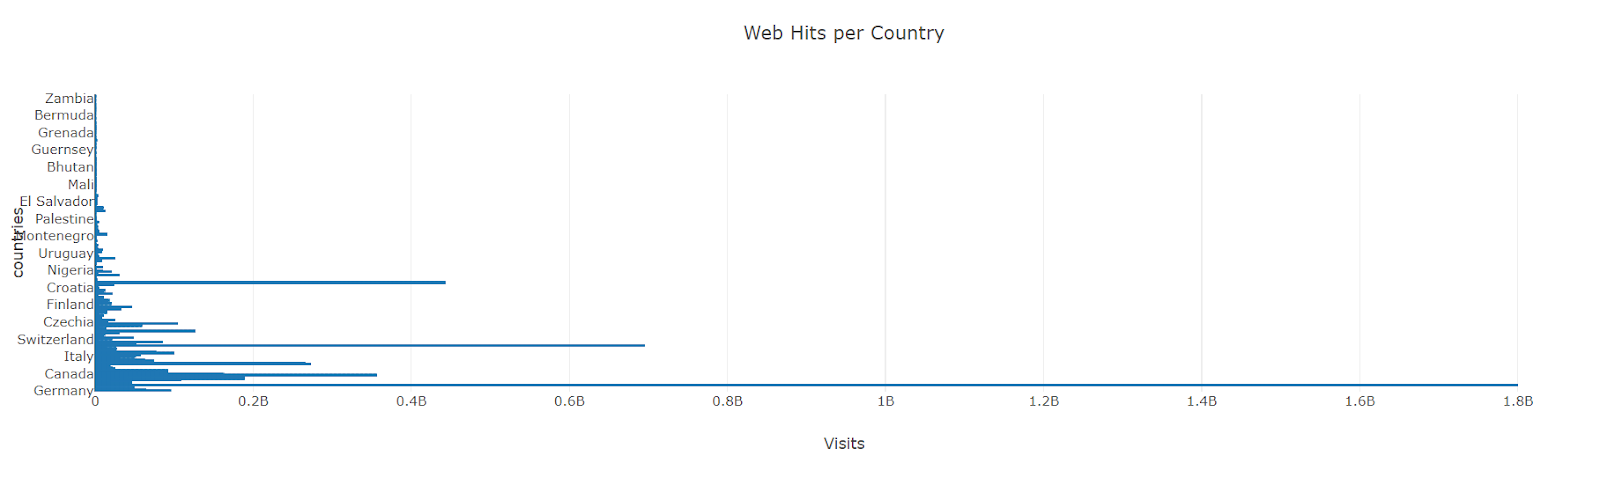 Web Hits per Country
Zambia
Bermuda
Grenada
Guernsey
Bhutan
Mali
El Salvador
Palestine
Montenegro
Uruguay
Nigeria
Croatia
Finland
Czechia
Switzerland
Italy
Canada
Germany
countries
0 0.2B 0.4B 0.6B 0.8B 1B 1.2B 1.4B 1.6B 1.8B
Visits